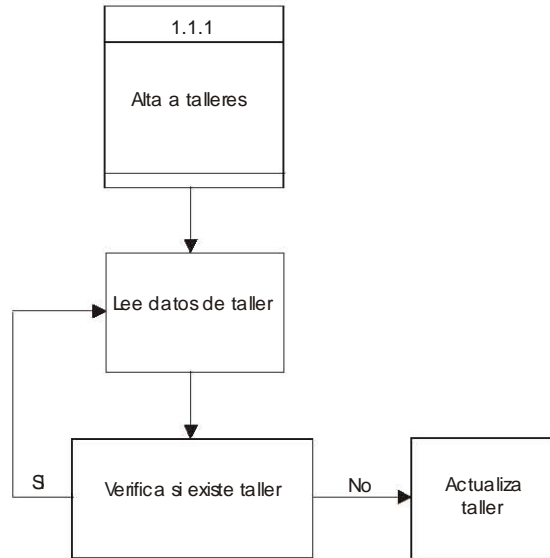 1.1.1
Alta a talleres
Lee datos de taller
Si
Verifica si existe taller
No
Actualiza
taller